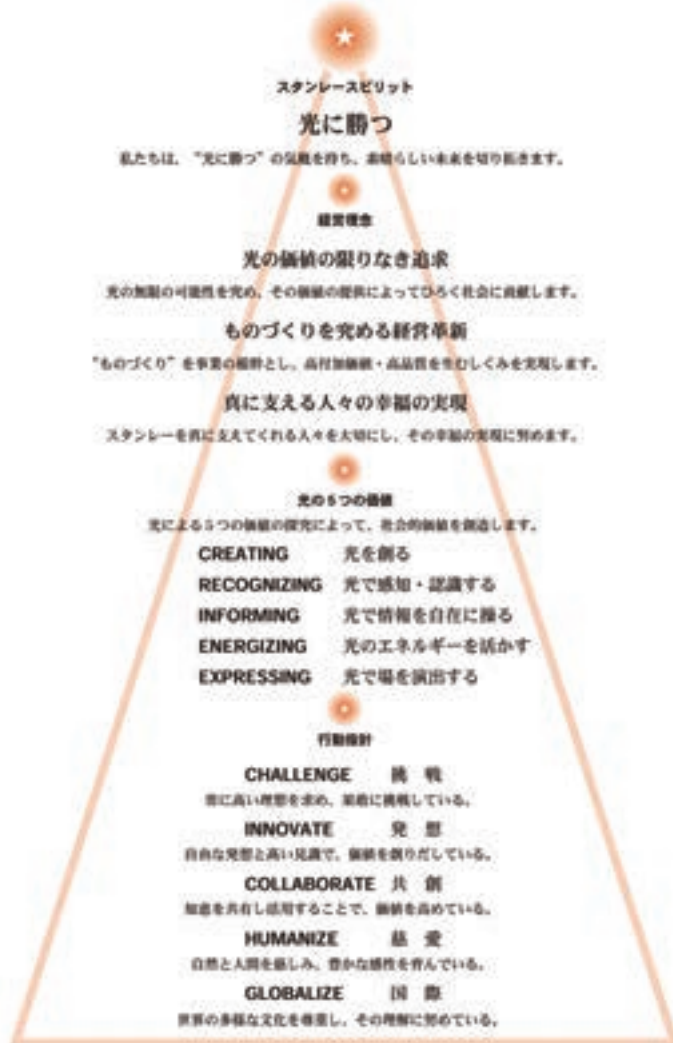 スタンレースピリット
光に勝つ
私たちは、“光に勝つ”の気概を持ち、素晴らしい未来を切り拓きます。
経営理念
光の価値の限りなき追求
光の無限の可能性を究め、その価値の提供によってひろく社会に貢献します。
ものづくりを究める経営革新
“ものづくり”を事業の根幹とし、高付加価値・高品質を生むしくみを実現します。
真に支える人々の幸福の実現
スタンレーを真に支えてくれる人々を大切にし、その幸福の実現に努めます。
光の5つの価値
光による5つの価値の探究によって、社会的価値を創造します。
CREATING 光を創る
RECOGNIZING 光で感知・認識する
INFORMING 光で情報を自在に操る
ENERGIZING 光のエネルギーを活かす
EXPRESSING 光で場を演出する
行動指針
CHALLENGE 挑 戦
常に高い理想を求め、果敢に挑戦している。
INNOVATE 発 想
自由な発想と高い見識で、価値を創りだしている。
COLLABORATE 共 創
知恵を共有し活用することで、価値を高めている。
HUMANIZE 慈 愛
自然と人間を慈しみ、豊かな感性を育んでいる。
GLOBALIZE 国 際
世界の多様な文化を尊重し、その理解に努めている。